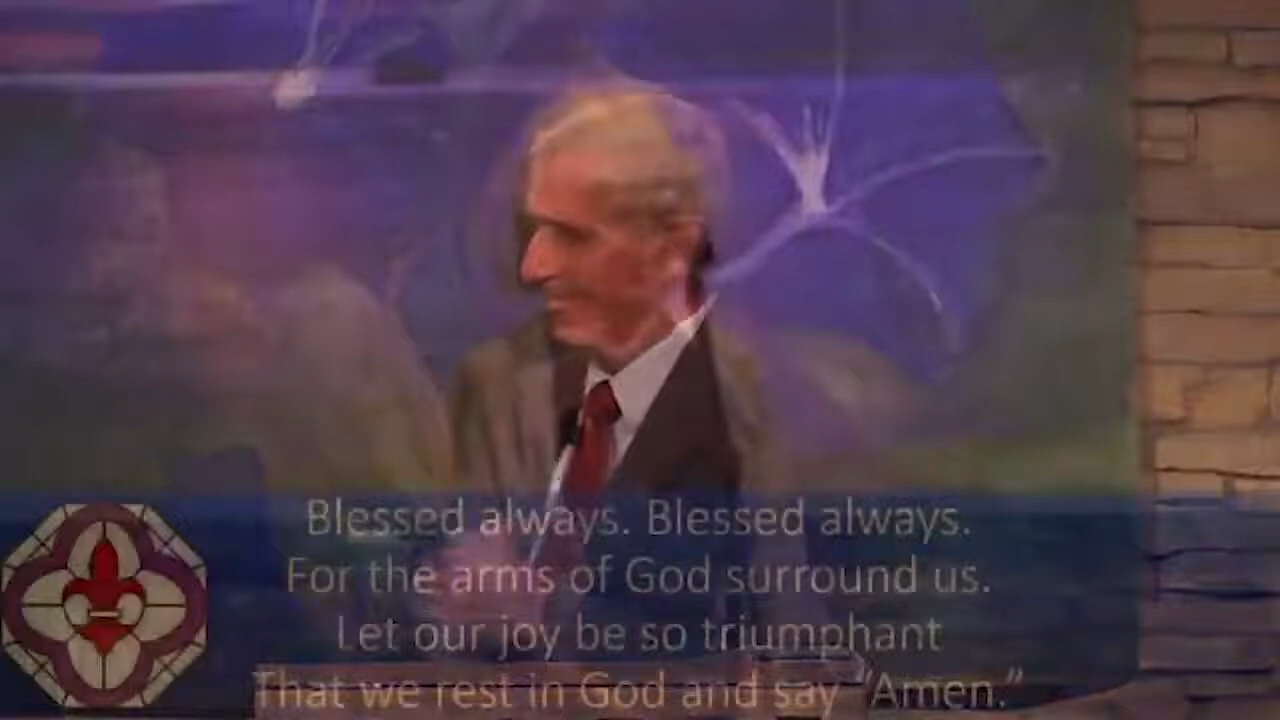 Blessed always. Blessed always.
For the arms of God surround us.
Let our joy be so triumphant
That we rest in God and say “Amen.”